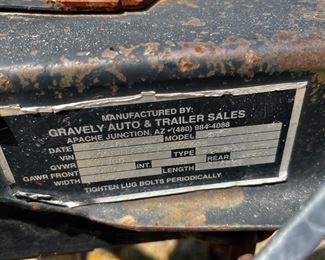 MANUFACTURED BY:
GRAVELY AUTO & TRAILER SALES
APACHE JUNCTION, AZ • (480) 984-4088
DATE MODEL
VIN TYPE
GVWR REAR
GAWR FRONT INT. LENGTH
WIDTH
TIGHTEN LUG BOLTS PERIODICALLY